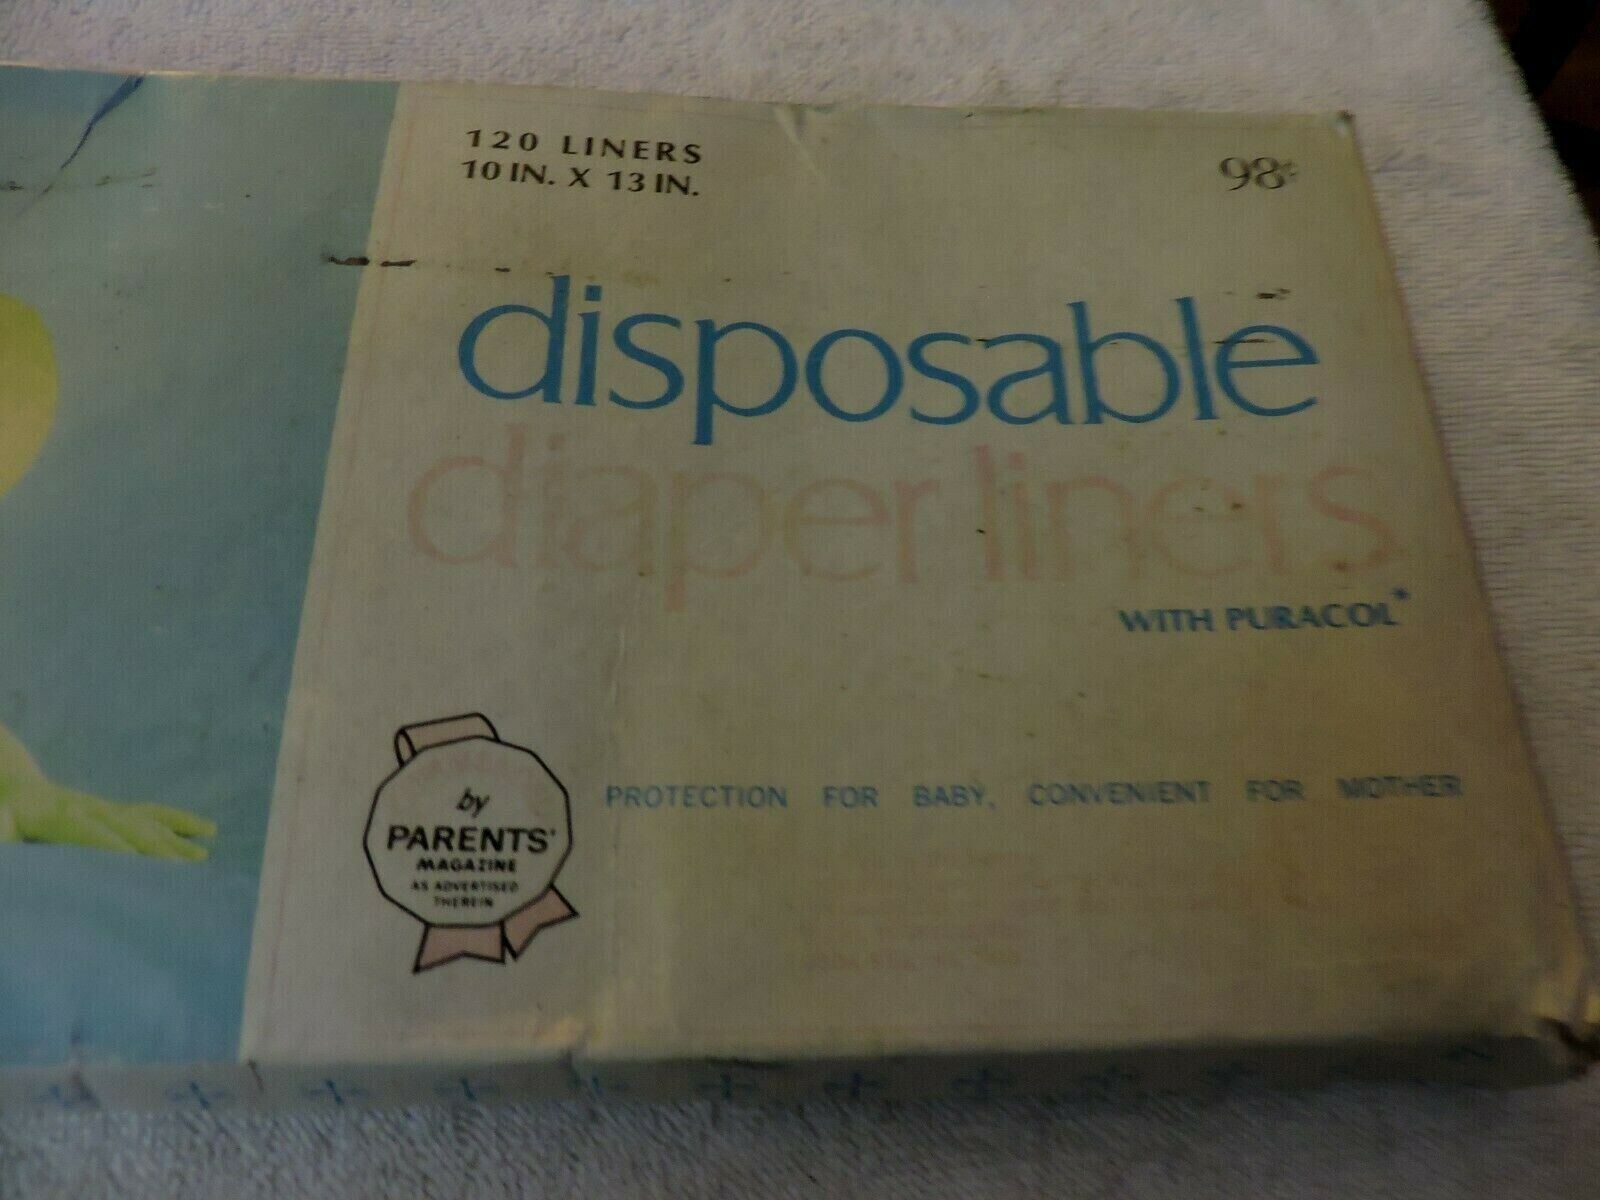 120 LINERS
10 IN. X 13 IN.
98¢
disposable
diaper liners
WITH PURACOL*
by
PARENTS'
MAGAZINE
AS ADVERTISED
THEREIN
PROTECTION FOR BABY, CONVENIENT FOR MOTHER